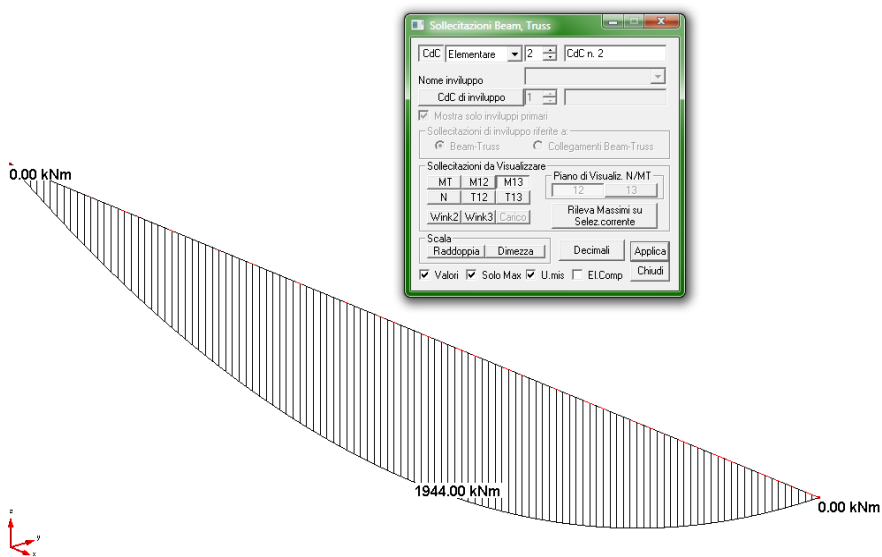 Sollecitazioni Beam, Truss
CdC Elementare 2 CdC n. 2
Nome inviluppo
CdC di inviluppo 1
Mostra solo inviluppi primari
Sollecitazioni di inviluppo riferite a:
Beam-Truss Collegamenti Beam-Truss
Sollecitazioni da Visualizzare
MT M12 M13
N T12 T13
Wink2 Wink3 Carico
Piano di Visualiz. N/MT
12 13
Rileva Massimi su
Selez.corrente
Scala
Raddoppia Dimezza
Decimali Applica
Valori Solo Max U.mis El.Comp Chiudi
0.00 kNm
1944.00 kNm
0.00 kNm
z
y
x